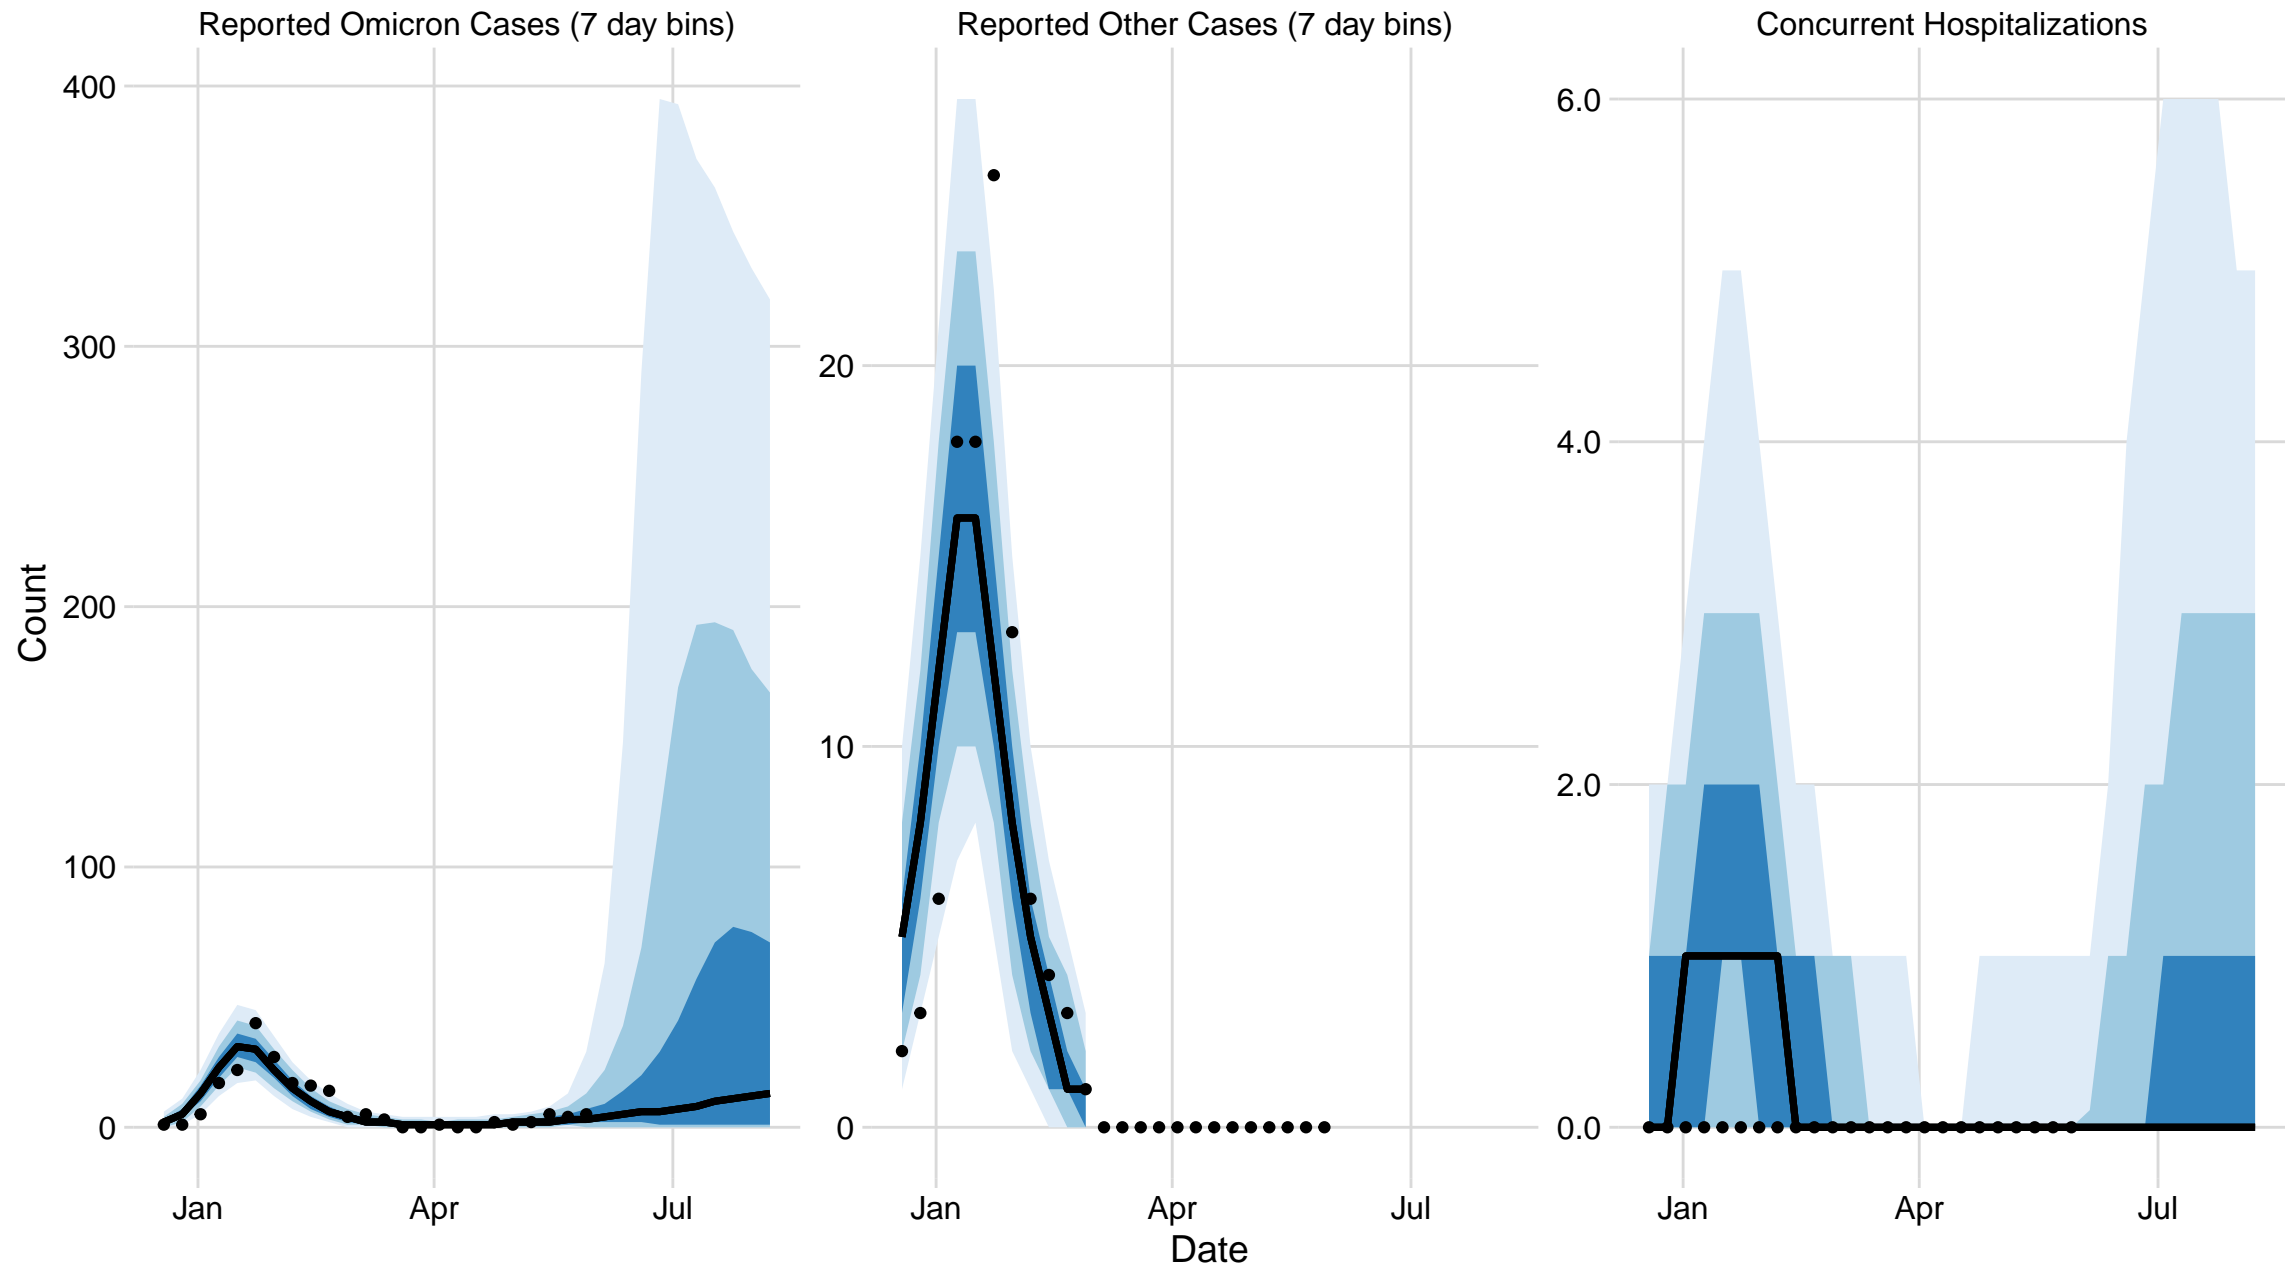 Reported Omicron Cases (7 day bins)
Reported Other Cases (7 day bins)
Concurrent Hospitalizations
Count
400
300
200
100
0
Jan
Apr
Jul
20
10
0
Jan
Apr
Jul
6.0
4.0
2.0
0.0
Jan
Apr
Jul
Date